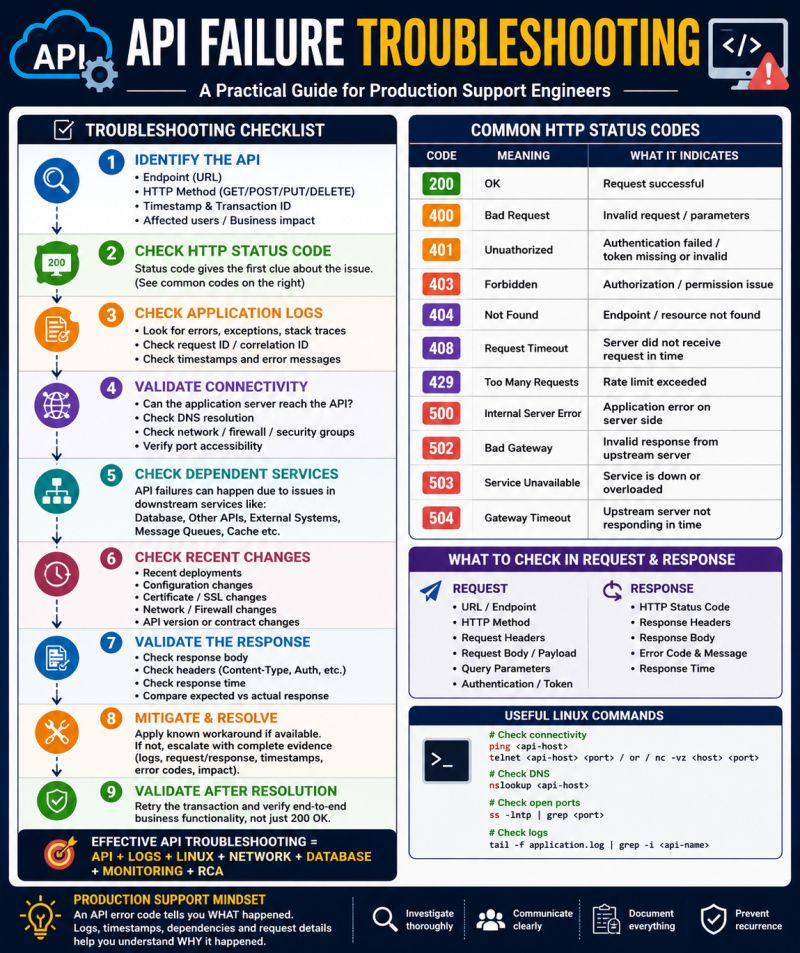 API
API FAILURE TROUBLESHOOTING
</>
A Practical Guide for Production Support Engineers
TROUBLESHOOTING CHECKLIST
1 IDENTIFY THE API
• Endpoint (URL)
• HTTP Method (GET/POST/PUT/DELETE)
• Timestamp & Transaction ID
• Affected users / Business impact
200
2 CHECK HTTP STATUS CODE
Status code gives the first clue about the issue.
(See common codes on the right)
3 CHECK APPLICATION LOGS
• Look for errors, exceptions, stack traces
• Check request ID / correlation ID
• Check timestamps and error messages
4 VALIDATE CONNECTIVITY
• Can the application server reach the API?
• Check DNS resolution
• Check network / firewall / security groups
• Verify port accessibility
5 CHECK DEPENDENT SERVICES
API failures can happen due to issues in
downstream services like:
Database, Other APIs, External Systems,
Message Queues, Cache etc.
6 CHECK RECENT CHANGES
• Recent deployments
• Configuration changes
• Certificate / SSL changes
• Network / Firewall changes
• API version or contract changes
7 VALIDATE THE RESPONSE
• Check response body
• Check headers (Content-Type, Auth, etc.)
• Check response time
• Compare expected vs actual response
8 MITIGATE & RESOLVE
Apply known workaround if available.
If not, escalate with complete evidence
(logs, request/response, timestamps,
error codes, impact).
9 VALIDATE AFTER RESOLUTION
Retry the transaction and verify end-to-end
business functionality, not just 200 OK.
EFFECTIVE API TROUBLESHOOTING =
API + LOGS + LINUX + NETWORK + DATABASE
+ MONITORING + RCA
COMMON HTTP STATUS CODES
CODE MEANING WHAT IT INDICATES
200 OK Request successful
400 Bad Request Invalid request / parameters
401 Unuathorized Authentication failed /
token missing or invalid
403 Forbidden Authorization / permission issue
404 Not Found Endpoint / resource not found
408 Request Timeout Server did not receive
request in time
429 Too Many Requests Rate limit exceeded
500 Internal Server Error Application error on
server side
502 Bad Gateway Invalid response from
upstream server
503 Service Unavailable Service is down or
overloaded
504 Gateway Timeout Upstream server not
responding in time
WHAT TO CHECK IN REQUEST & RESPONSE
REQUEST
• URL / Endpoint
• HTTP Method
• Request Headers
• Request Body / Payload
• Query Parameters
• Authentication / Token
RESPONSE
• HTTP Status Code
• Response Headers
• Response Body
• Error Code & Message
• Response Time
USEFUL LINUX COMMANDS
>_
# Check connectivity
ping <api-host>
telnet <api-host> <port> / or / nc -vz <host> <port>
# Check DNS
nslookup <api-host>
# Check open ports
ss -lntp | grep <port>
# Check logs
tail -f application.log | grep -i <api-name>
PRODUCTION SUPPORT MINDSET
An API error code tells you WHAT happened.
Logs, timestamps, dependencies and request details
help you understand WHY it happened.
Investigate
thoroughly
Communicate
clearly
Document
everything
Prevent
recurrence